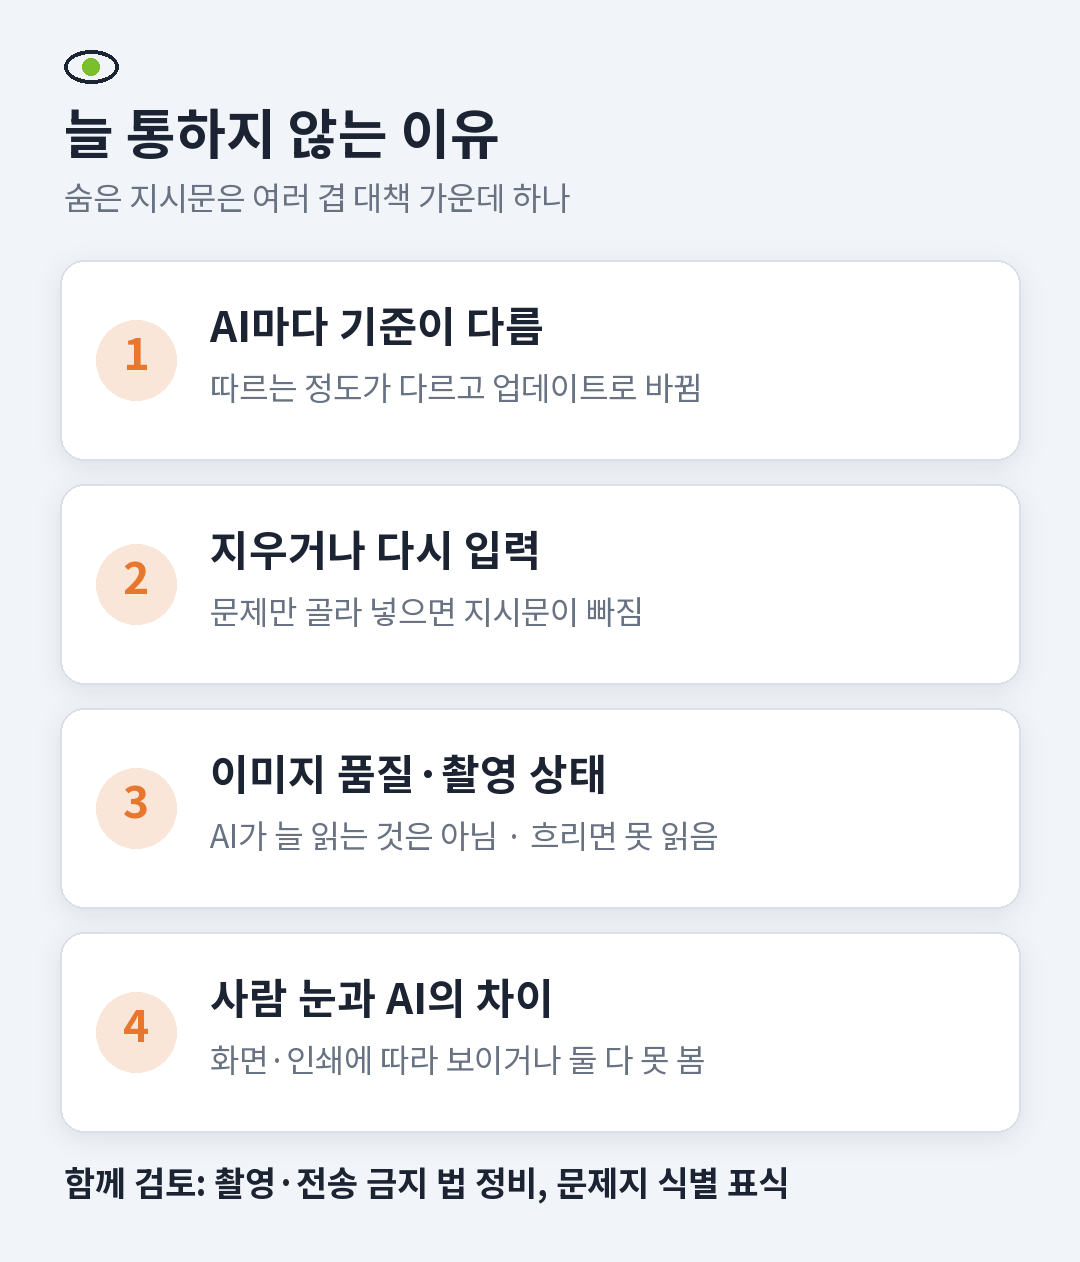 늘 통하지 않는 이유
숨은 지시문은 여러 겹 대책 가운데 하나
1
AI마다 기준이 다름
따르는 정도가 다르고 업데이트로 바뀜
2
지우거나 다시 입력
문제만 골라 넣으면 지시문이 빠짐
3
이미지 품질·촬영 상태
AI가 늘 읽는 것은 아님 · 흐리면 못 읽음
4
사람 눈과 AI의 차이
화면·인쇄에 따라 보이거나 둘 다 못 봄
함께 검토: 촬영·전송 금지 법 정비, 문제지 식별 표식